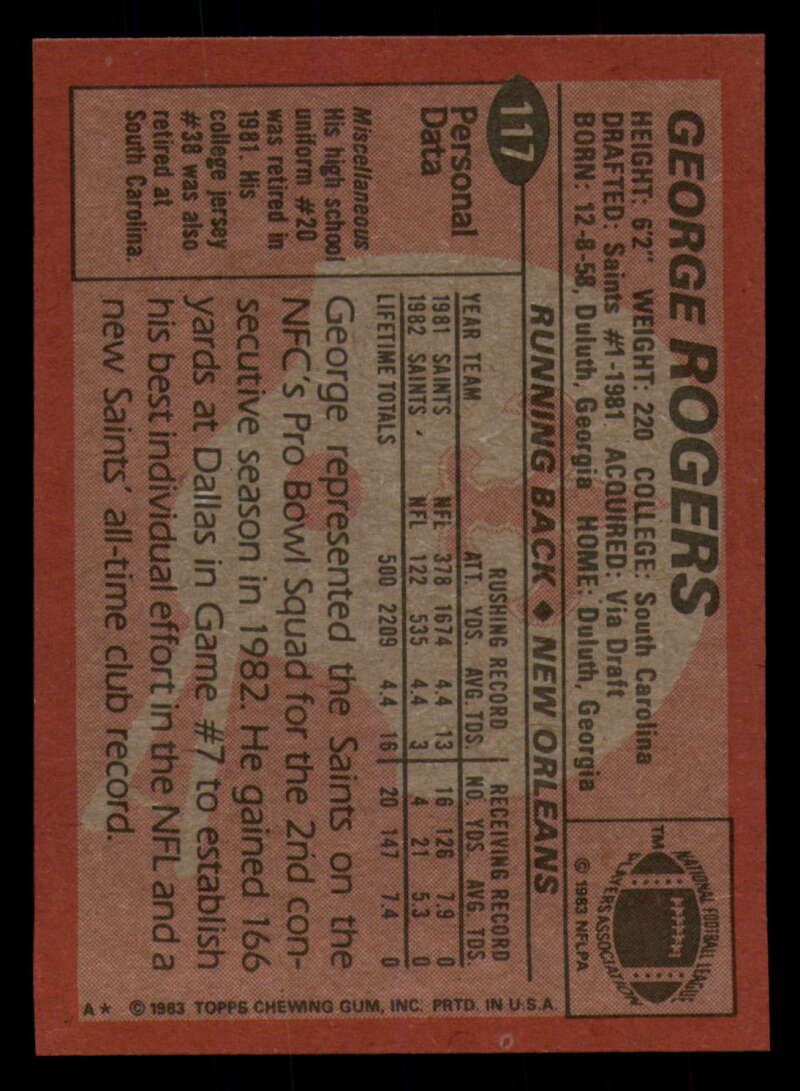 GEORGE ROGERS
HEIGHT: 6'2" WEIGHT: 220 COLLEGE: South Carolina
DRAFTED: Saints #1-1981 ACQUIRED: Via Draft
BORN: 12-8-58, Duluth, Georgia HOME: Duluth, Georgia
TM
NATIONAL FOOTBALL LEAGUE
PLAYERS ASSOCIATION
© 1983 NFLPA
117
RUNNING BACK ♦ NEW ORLEANS
Personal
Data
Miscellaneous
His high school
uniform #20
was retired in
1981. His
college jersey
#38 was also
retired at
South Carolina.
RUSHING RECORD RECEIVING RECORD
YEAR TEAM ATT. YDS. AVG. TDS. NO. YDS. AVG. TDS.
1981 SAINTS NFL 378 1674 4.4 13 16 126 7.9 0
1982 SAINTS NFL 122 535 4.4 3 4 21 5.3 0
LIFETIME TOTALS 500 2209 4.4 16 20 147 7.4 0
George represented the Saints on the
NFC's Pro Bowl Squad for the 2nd con-
secutive season in 1982. He gained 166
yards at Dallas in Game #7 to establish
his best individual effort in the NFL and a
new Saints' all-time club record.
A* © 1983 TOPPS CHEWING GUM, INC. PRTD. IN U.S.A.